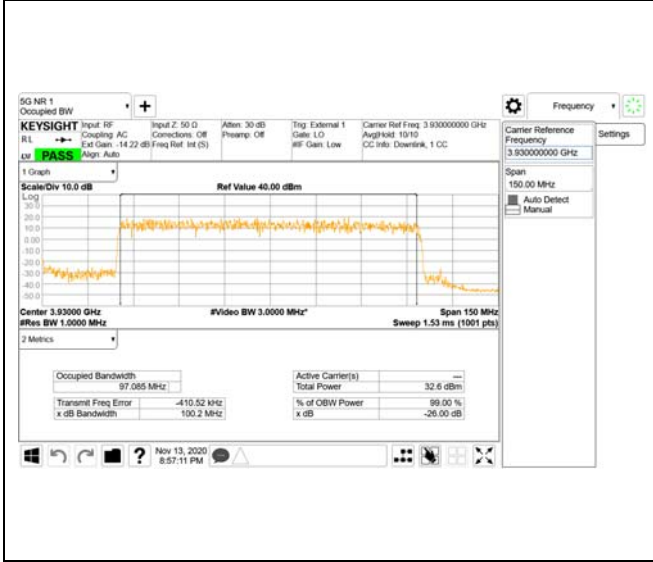 5G NR 1
Occupied BW
Frequency
KEYSIGHT
R L
PASS
Input: RF
Coupling: AC
Ext Gain: -14.22 dB
Align: Auto
Input Z: 50 Ω
Corrections: Off
Freq Ref: Int (S)
Atten: 30 dB
Preamp: Off
Trig: External 1
Gate: LO
#IF Gain: Low
Carrier Ref Freq: 3.930000000 GHz
Avg|Hold: 10/10
CC Info: Downlink, 1 CC
Carrier Reference
Frequency
3.930000000 GHz
Settings
Span
150.00 MHz
Auto Detect
Manual
1 Graph
Scale/Div 10.0 dB
Ref Value 40.00 dBm
Log
30.0
20.0
10.0
0.00
-10.0
-20.0
-30.0
-40.0
-50.0
Center 3.93000 GHz
#Video BW 3.0000 MHz*
Span 150 MHz
#Res BW 1.0000 MHz
Sweep 1.53 ms (1001 pts)
2 Metrics
Occupied Bandwidth
97.085 MHz
Transmit Freq Error -410.52 kHz
x dB Bandwidth 100.2 MHz
Active Carrier(s) ---
Total Power 32.6 dBm
% of OBW Power 99.00 %
x dB -26.00 dB
?
Nov 13, 2020
8:57:11 PM